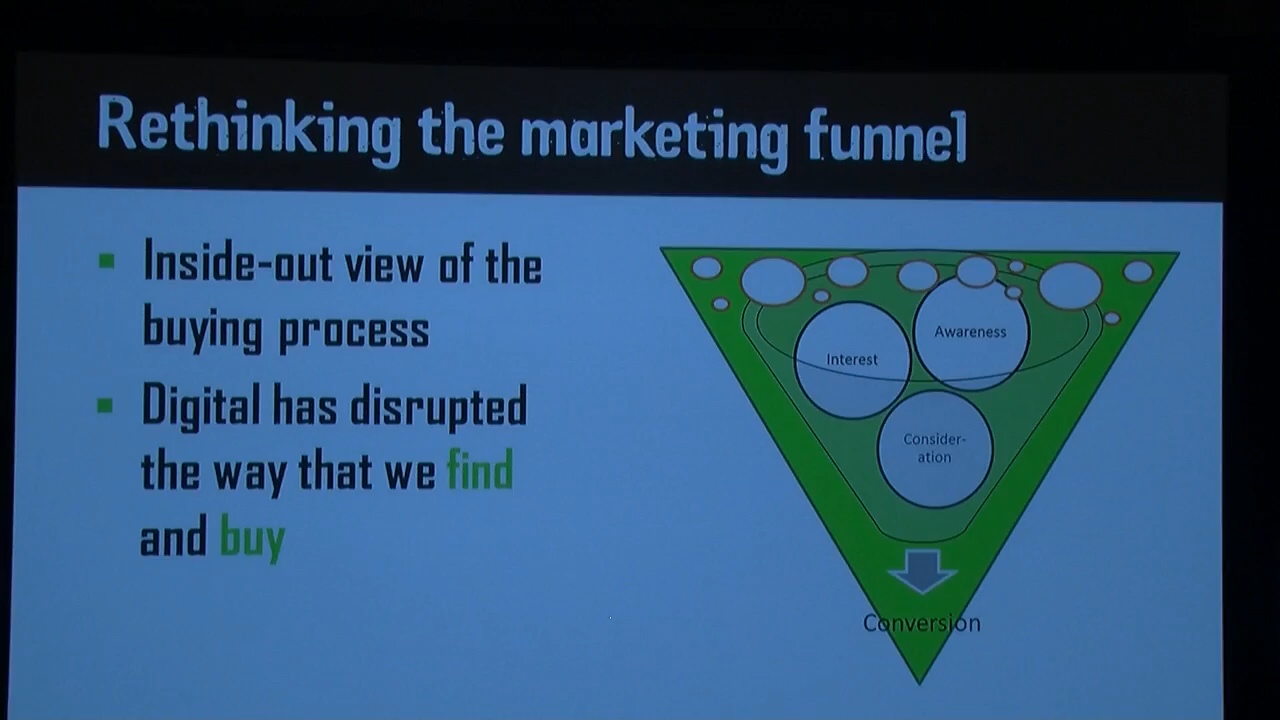 Rethinking the marketing funnel
Inside-out view of the
buying process
Digital has disrupted
the way that we find
and buy
Awareness
Interest
Consider-
ation
Conversion